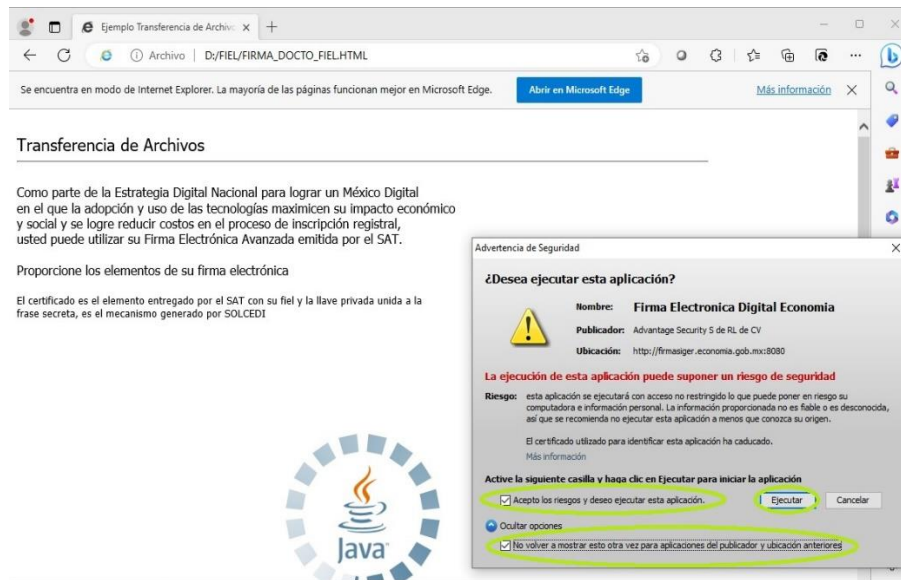 Ejemplo Transferencia de Archivo
Archivo | D:/FIEL/FIRMA_DOCTO_FIEL.HTML
Se encuentra en modo de Internet Explorer. La mayoría de las páginas funcionan mejor en Microsoft Edge.
Abrir en Microsoft Edge
Más información
Transferencia de Archivos
Como parte de la Estrategia Digital Nacional para lograr un México Digital
en el que la adopción y uso de las tecnologías maximicen su impacto económico
y social y se logre reducir costos en el proceso de inscripción registral,
usted puede utilizar su Firma Electrónica Avanzada emitida por el SAT.
Proporcione los elementos de su firma electrónica
El certificado es el elemento entregado por el SAT con su fiel y la llave privada unida a la
frase secreta, es el mecanismo generado por SOLCEDI
Java
Advertencia de Seguridad
¿Desea ejecutar esta aplicación?
Nombre: Firma Electronica Digital Economia
Publicador: Advantage Security S de RL de CV
Ubicación: http://firmasiger.economia.gob.mx:8080
La ejecución de esta aplicación puede suponer un riesgo de seguridad
Riesgo: esta aplicación se ejecutará con acceso no restringido lo que puede poner en riesgo su
computadora e información personal. La información proporcionada no es fiable o es desconocida,
así que se recomienda no ejecutar esta aplicación a menos que conozca su origen.
El certificado utilizado para identificar esta aplicación ha caducado.
Más información
Active la siguiente casilla y haga clic en Ejecutar para iniciar la aplicación
Acepto los riesgos y deseo ejecutar esta aplicación.
Ejecutar
Cancelar
Ocultar opciones
No volver a mostrar esto otra vez para aplicaciones del publicador y ubicación anteriores